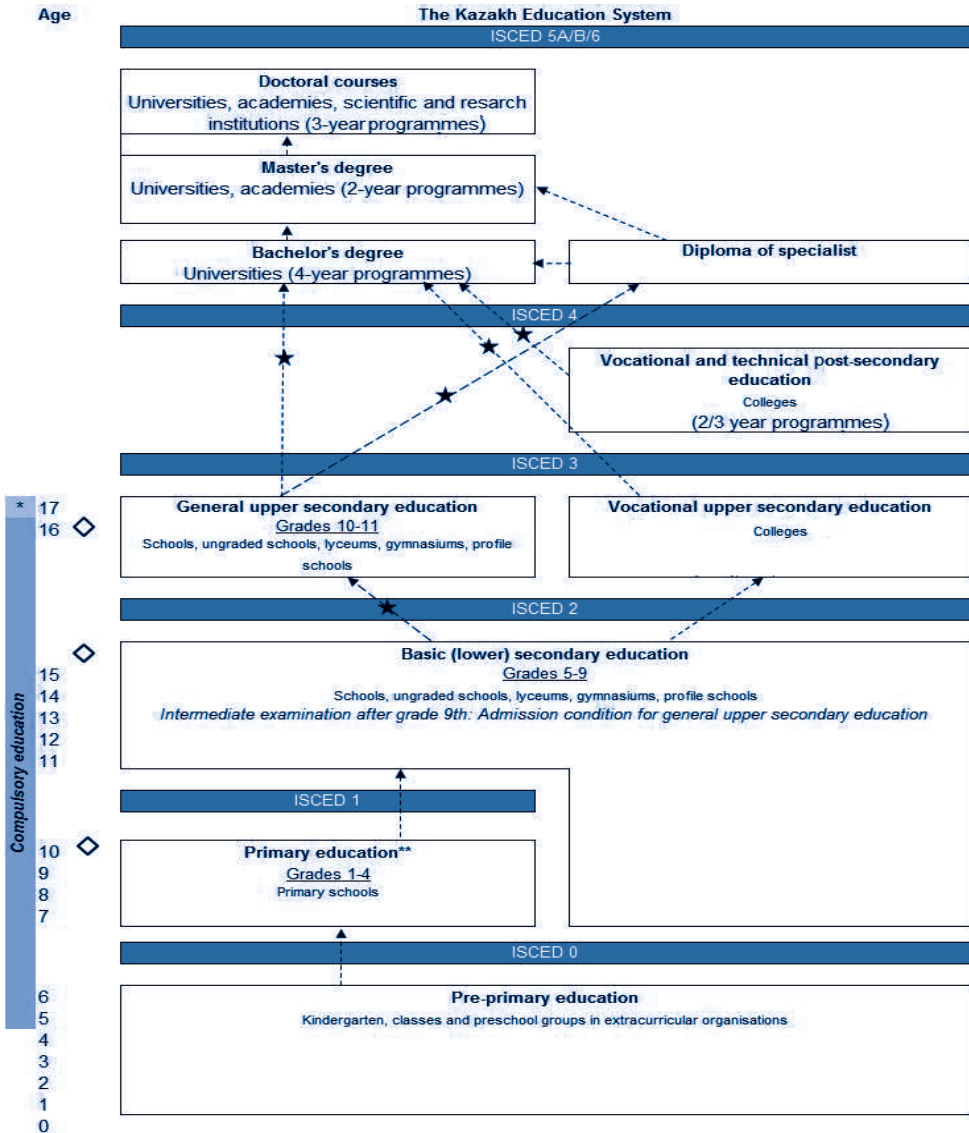 Age
The Kazakh Education System
ISCED 5A/B/6
Doctoral courses
Universities, academies, scientific and resarch
institutions (3-year programmes)
Master's degree
Universities, academies (2-year programmes)
Bachelor's degree
Universities (4-year programmes)
Diploma of specialist
ISCED 4
Vocational and technical post-secondary
education
Colleges
(2/3 year programmes)
ISCED 3
* 17
16
General upper secondary education
Grades 10-11
Schools, ungraded schools, lyceums, gymnasiums, profile
schools
Vocational upper secondary education
Colleges
ISCED 2
Basic (lower) secondary education
Grades 5-9
Schools, ungraded schools, lyceums, gymnasiums, profile schools
Intermediate examination after grade 9th: Admission condition for general upper secondary education
15
14
13
12
11
Compulsory education
ISCED 1
10
9
8
7
Primary education**
Grades 1-4
Primary schools
ISCED 0
Pre-primary education
Kindergarten, classes and preschool groups in extracurricular organisations
6
5
4
3
2
1
0